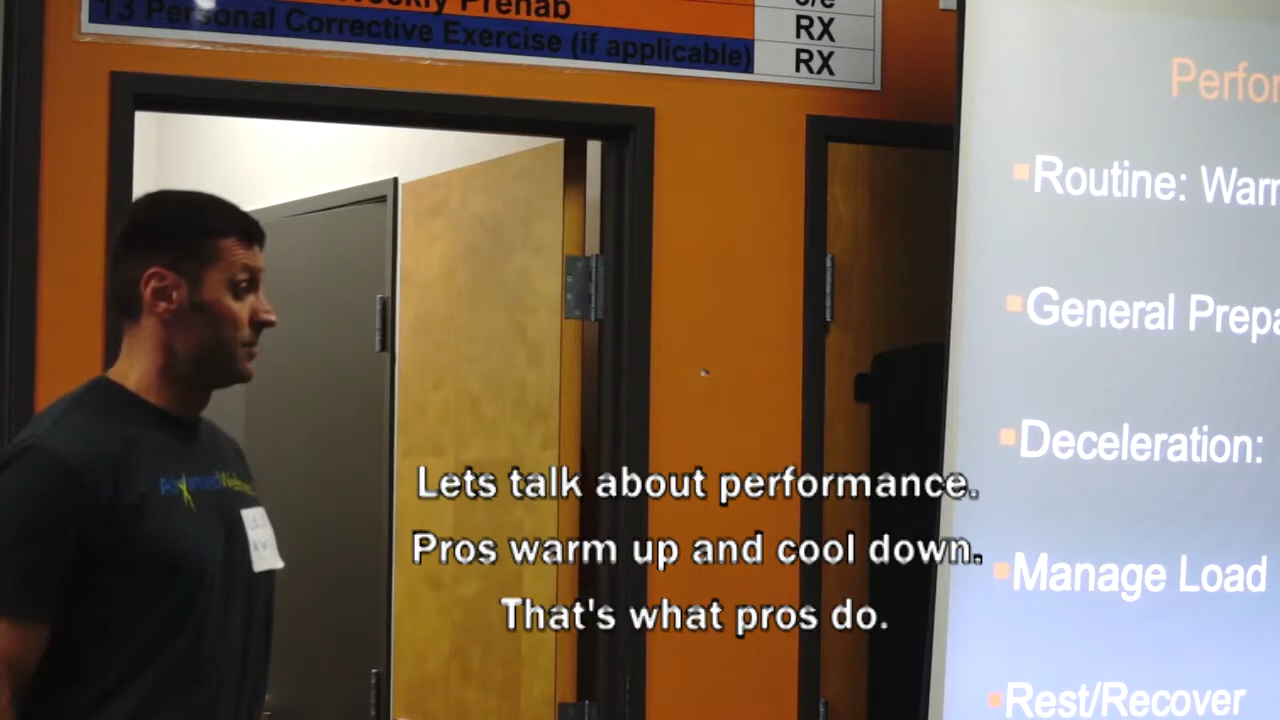 Weekly Prehab
RX
13 Personal Corrective Exercise (if applicable)
RX
Perfor
Routine: Warm
General Prepa
Deceleration:
Manage Load
Rest/Recover
Lets talk about performance.
Pros warm up and cool down.
That's what pros do.